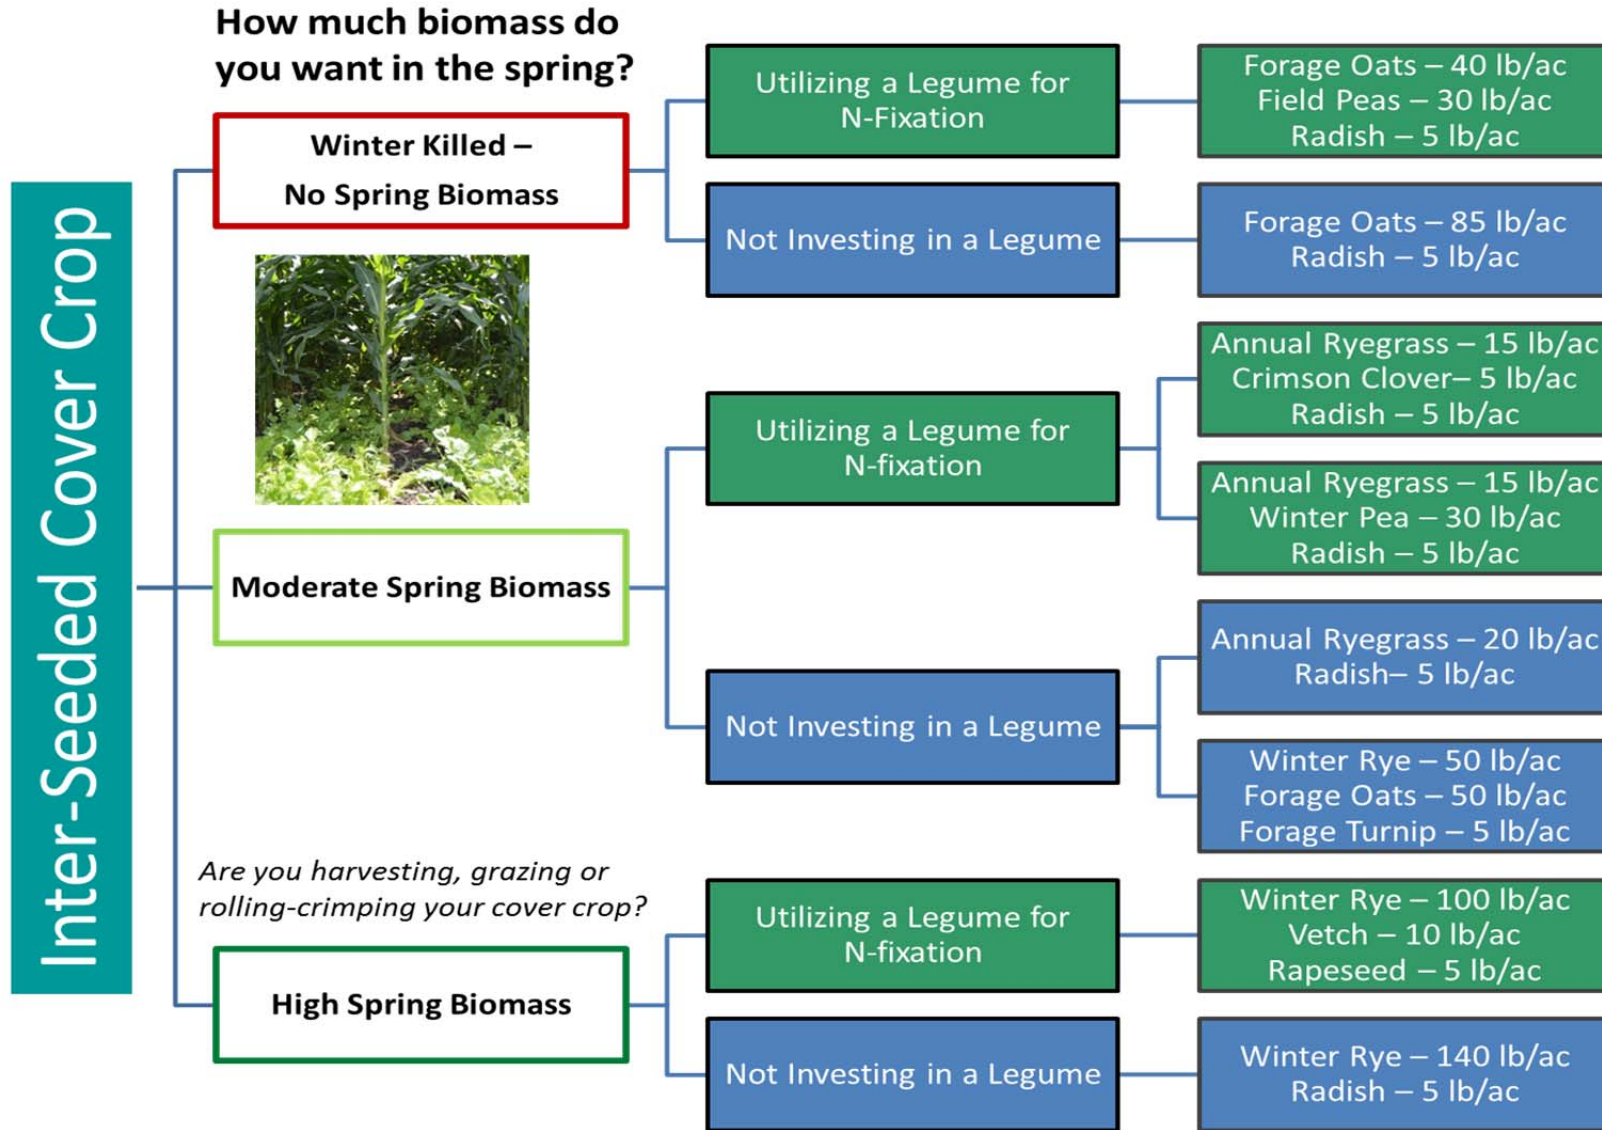 Inter-Seeded Cover Crop
How much biomass do
you want in the spring?
Winter Killed –
No Spring Biomass
Utilizing a Legume for
N-Fixation
Forage Oats – 40 lb/ac
Field Peas – 30 lb/ac
Radish – 5 lb/ac
Not Investing in a Legume
Forage Oats – 85 lb/ac
Radish – 5 lb/ac
Moderate Spring Biomass
Utilizing a Legume for
N-fixation
Annual Ryegrass – 15 lb/ac
Crimson Clover– 5 lb/ac
Radish – 5 lb/ac
Annual Ryegrass – 15 lb/ac
Winter Pea – 30 lb/ac
Radish – 5 lb/ac
Not Investing in a Legume
Annual Ryegrass – 20 lb/ac
Radish– 5 lb/ac
Winter Rye – 50 lb/ac
Forage Oats – 50 lb/ac
Forage Turnip – 5 lb/ac
Are you harvesting, grazing or
rolling-crimping your cover crop?
High Spring Biomass
Utilizing a Legume for
N-fixation
Winter Rye – 100 lb/ac
Vetch – 10 lb/ac
Rapeseed – 5 lb/ac
Not Investing in a Legume
Winter Rye – 140 lb/ac
Radish – 5 lb/ac